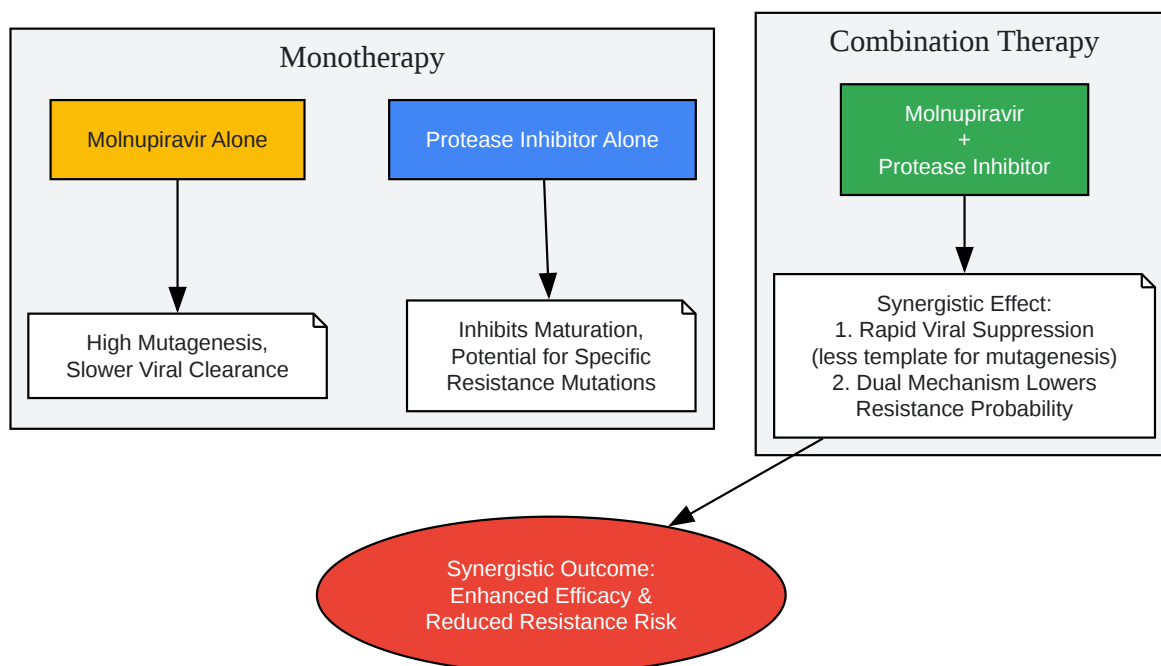 Monotherapy
Molnupiravir Alone
Protease Inhibitor Alone
High Mutagenesis,
Slower Viral Clearance
Inhibits Maturation,
Potential for Specific
Resistance Mutations
Combination Therapy
Molnupiravir
+
Protease Inhibitor
Synergistic Effect:
1. Rapid Viral Suppression
(less template for mutagenesis)
2. Dual Mechanism Lowers
Resistance Probability
Synergistic Outcome:
Enhanced Efficacy &
Reduced Resistance Risk